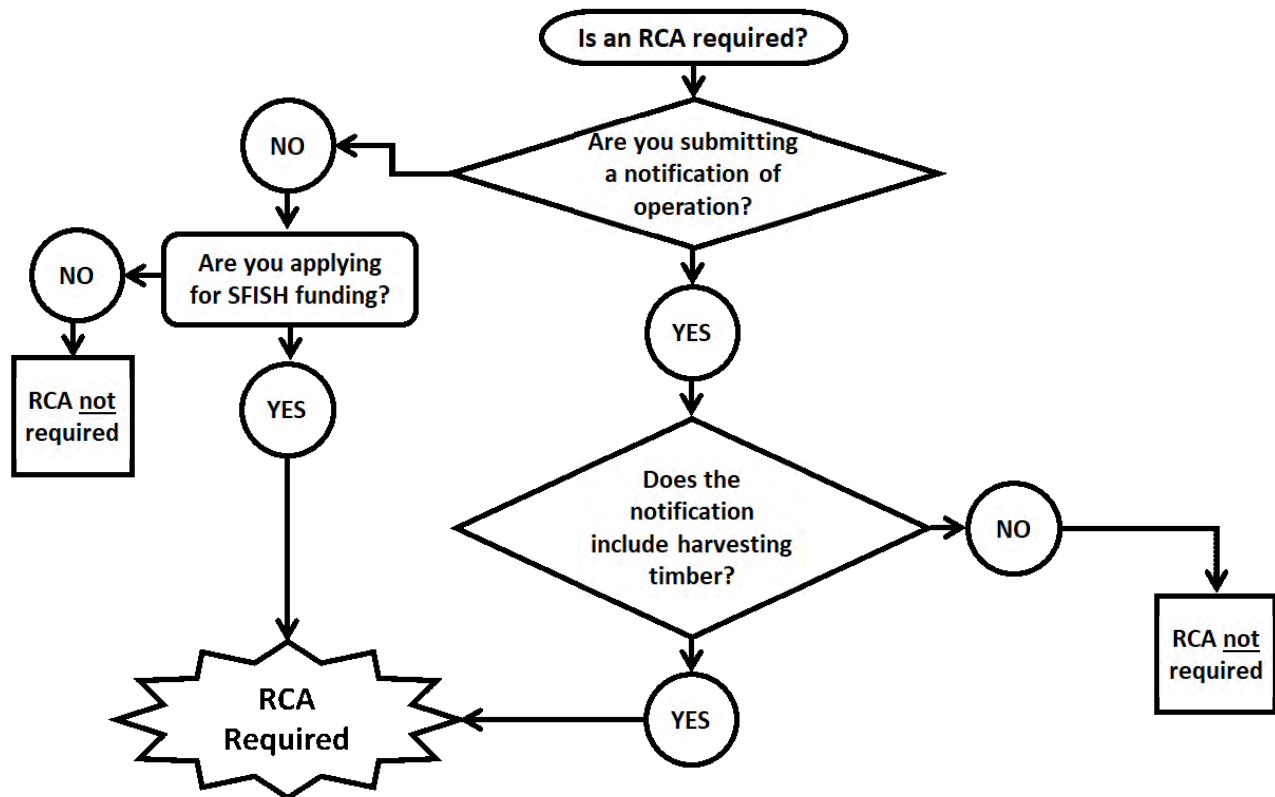 Is an RCA required?
Are you submitting
a notification of
operation?
NO
Are you applying
for SFISH funding?
NO
RCA not
required
YES
YES
Does the
notification
include harvesting
timber?
NO
RCA not
required
YES
RCA
Required